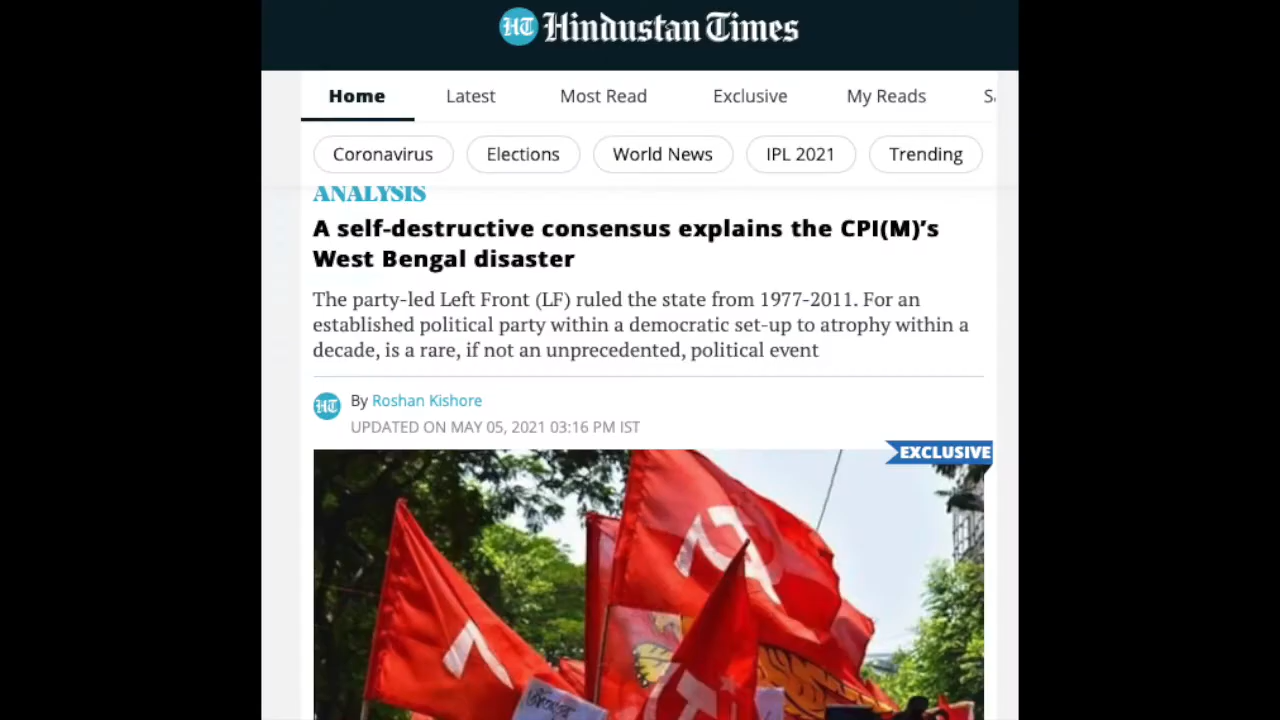 HT Hindustan Times
Home Latest Most Read Exclusive My Reads
Coronavirus Elections World News IPL 2021 Trending
ANALYSIS
A self-destructive consensus explains the CPI(M)'s
West Bengal disaster
The party-led Left Front (LF) ruled the state from 1977-2011. For an
established political party within a democratic set-up to atrophy within a
decade, is a rare, if not an unprecedented, political event
HT By Roshan Kishore
UPDATED ON MAY 05, 2021 03:16 PM IST
EXCLUSIVE